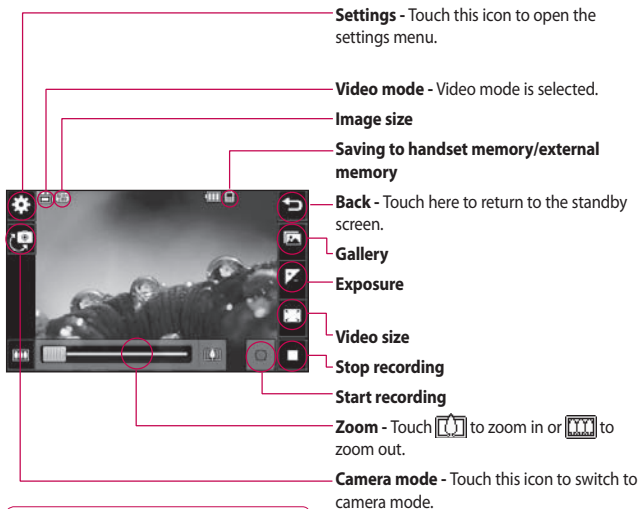 Settings - Touch this icon to open the
settings menu.
Video mode - Video mode is selected.
Image size
Saving to handset memory/external
memory
Back - Touch here to return to the standby
screen.
Gallery
Exposure
Video size
Stop recording
Start recording
Zoom - Touch to zoom in or to
zoom out.
Camera mode - Touch this icon to switch to
camera mode.